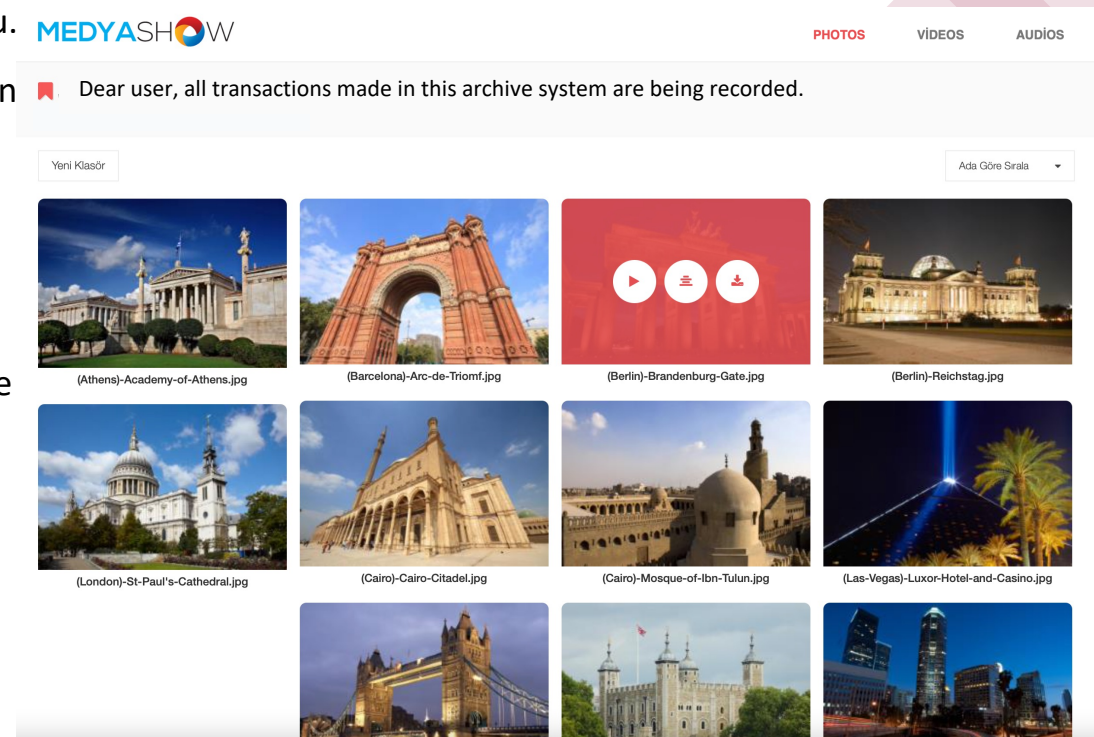 u.
MEDYASHOW
PHOTOS VİDEOS AUDİOS
n
Dear user, all transactions made in this archive system are being recorded.
Yeni Klasör
Ada Göre Sırala
(Athens)-Academy-of-Athens.jpg
(Barcelona)-Arc-de-Triomf.jpg
(Berlin)-Brandenburg-Gate.jpg
(Berlin)-Reichstag.jpg
e
(London)-St-Paul's-Cathedral.jpg
(Cairo)-Cairo-Citadel.jpg
(Cairo)-Mosque-of-Ibn-Tulun.jpg
(Las-Vegas)-Luxor-Hotel-and-Casino.jpg